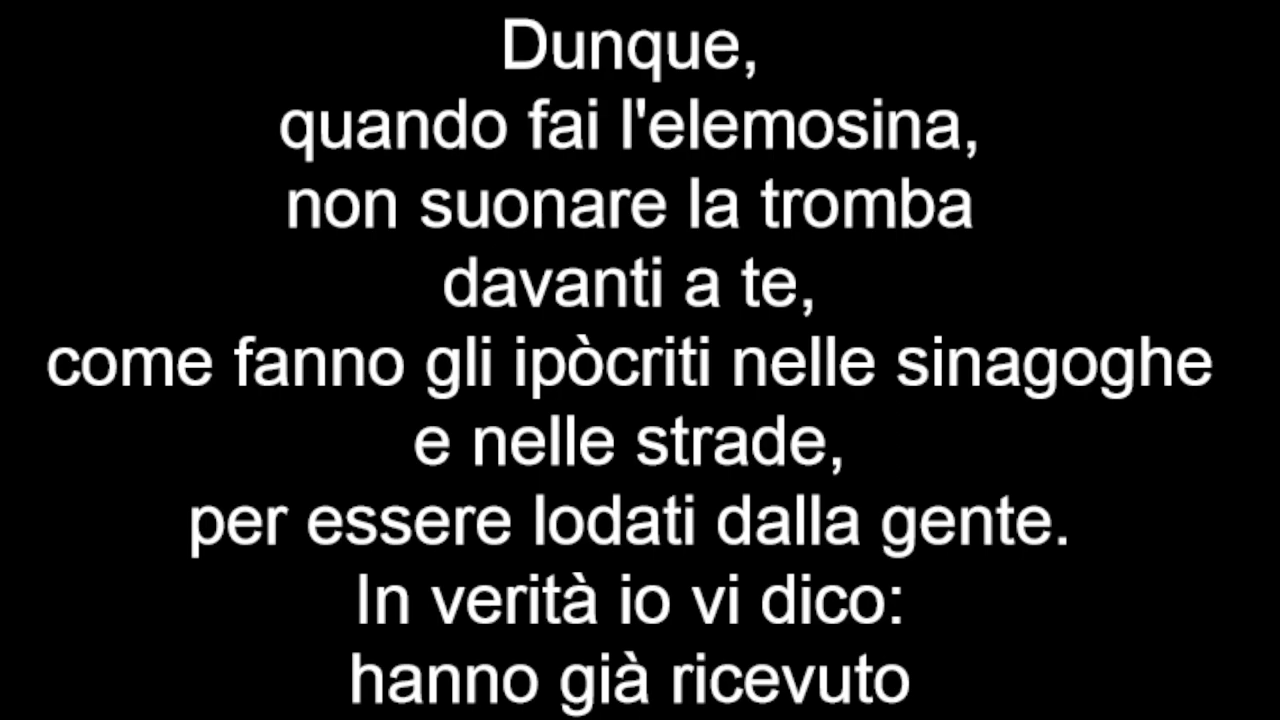 Dunque,
quando fai l'elemosina,
non suonare la tromba
davanti a te,
come fanno gli ipòcriti nelle sinagoghe
e nelle strade,
per essere lodati dalla gente.
In verità io vi dico:
hanno già ricevuto